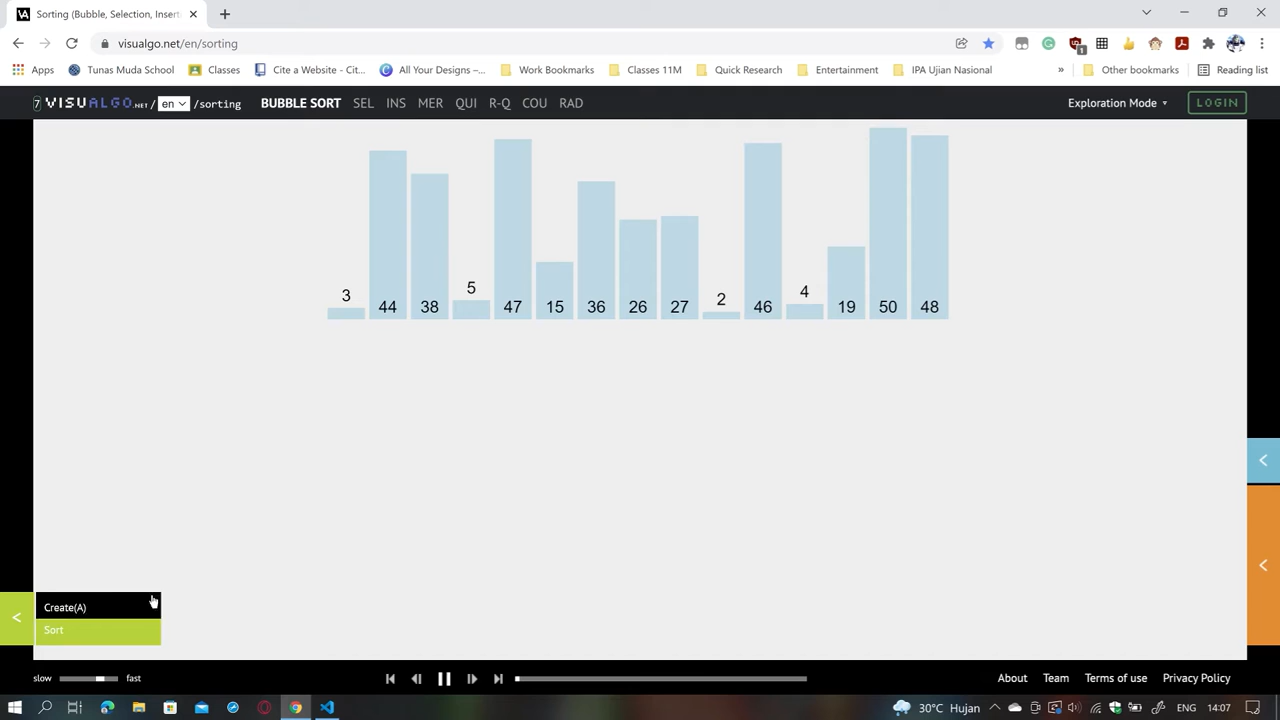 Sorting (Bubble, Selection, Insert
visualgo.net/en/sorting
1
Apps Tunas Muda School Classes Cite a Website - Cit... All Your Designs –... Work Bookmarks Classes 11M Quick Research Entertainment IPA Ujian Nasional » Other bookmarks Reading list
7 VISUALGO.NET/ en /sorting BUBBLE SORT SEL INS MER QUI R-Q COU RAD Exploration Mode LOGIN
3 44 38 5 47 15 36 26 27 2 46 4 19 50 48
Create(A)
Sort
slow fast About Team Terms of use Privacy Policy
30°C Hujan ENG 14:07